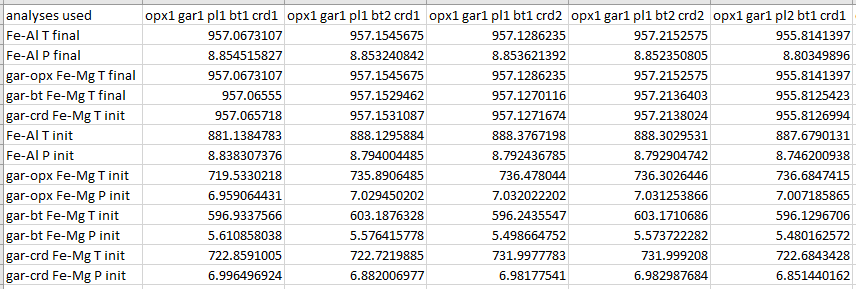 analyses used opx1 gar1 pl1 bt1 crd1 opx1 gar1 pl1 bt2 crd1 opx1 gar1 pl1 bt1 crd2 opx1 gar1 pl1 bt2 crd2 opx1 gar1 pl2 bt1 crd1
Fe-Al T final 957.0673107 957.1545675 957.1286235 957.2152575 955.8141397
Fe-Al P final 8.854515827 8.853240842 8.853621392 8.852350805 8.80349896
gar-opx Fe-Mg T final 957.0673107 957.1545675 957.1286235 957.2152575 955.8141397
gar-bt Fe-Mg T final 957.06555 957.1529462 957.1270116 957.2136403 955.8125423
gar-crd Fe-Mg T init 957.065718 957.1531087 957.1271674 957.2138024 955.8126994
Fe-Al T init 881.1384783 888.1295884 888.3767198 888.3029531 887.6790131
Fe-Al P init 8.838307376 8.794004485 8.792436785 8.792904742 8.746200938
gar-opx Fe-Mg T init 719.5330218 735.8906485 736.478044 736.3026446 736.6847415
gar-opx Fe-Mg P init 6.959064431 7.029450202 7.032022202 7.031253866 7.007185865
gar-bt Fe-Mg T init 596.9337566 603.1876328 596.2435547 603.1710686 596.1296706
gar-bt Fe-Mg P init 5.610858038 5.576415778 5.498664752 5.573722282 5.480162572
gar-crd Fe-Mg T init 722.8591005 722.7219885 731.9977783 731.999208 722.6843428
gar-crd Fe-Mg P init 6.996496924 6.882006977 6.98177541 6.982987684 6.851440162